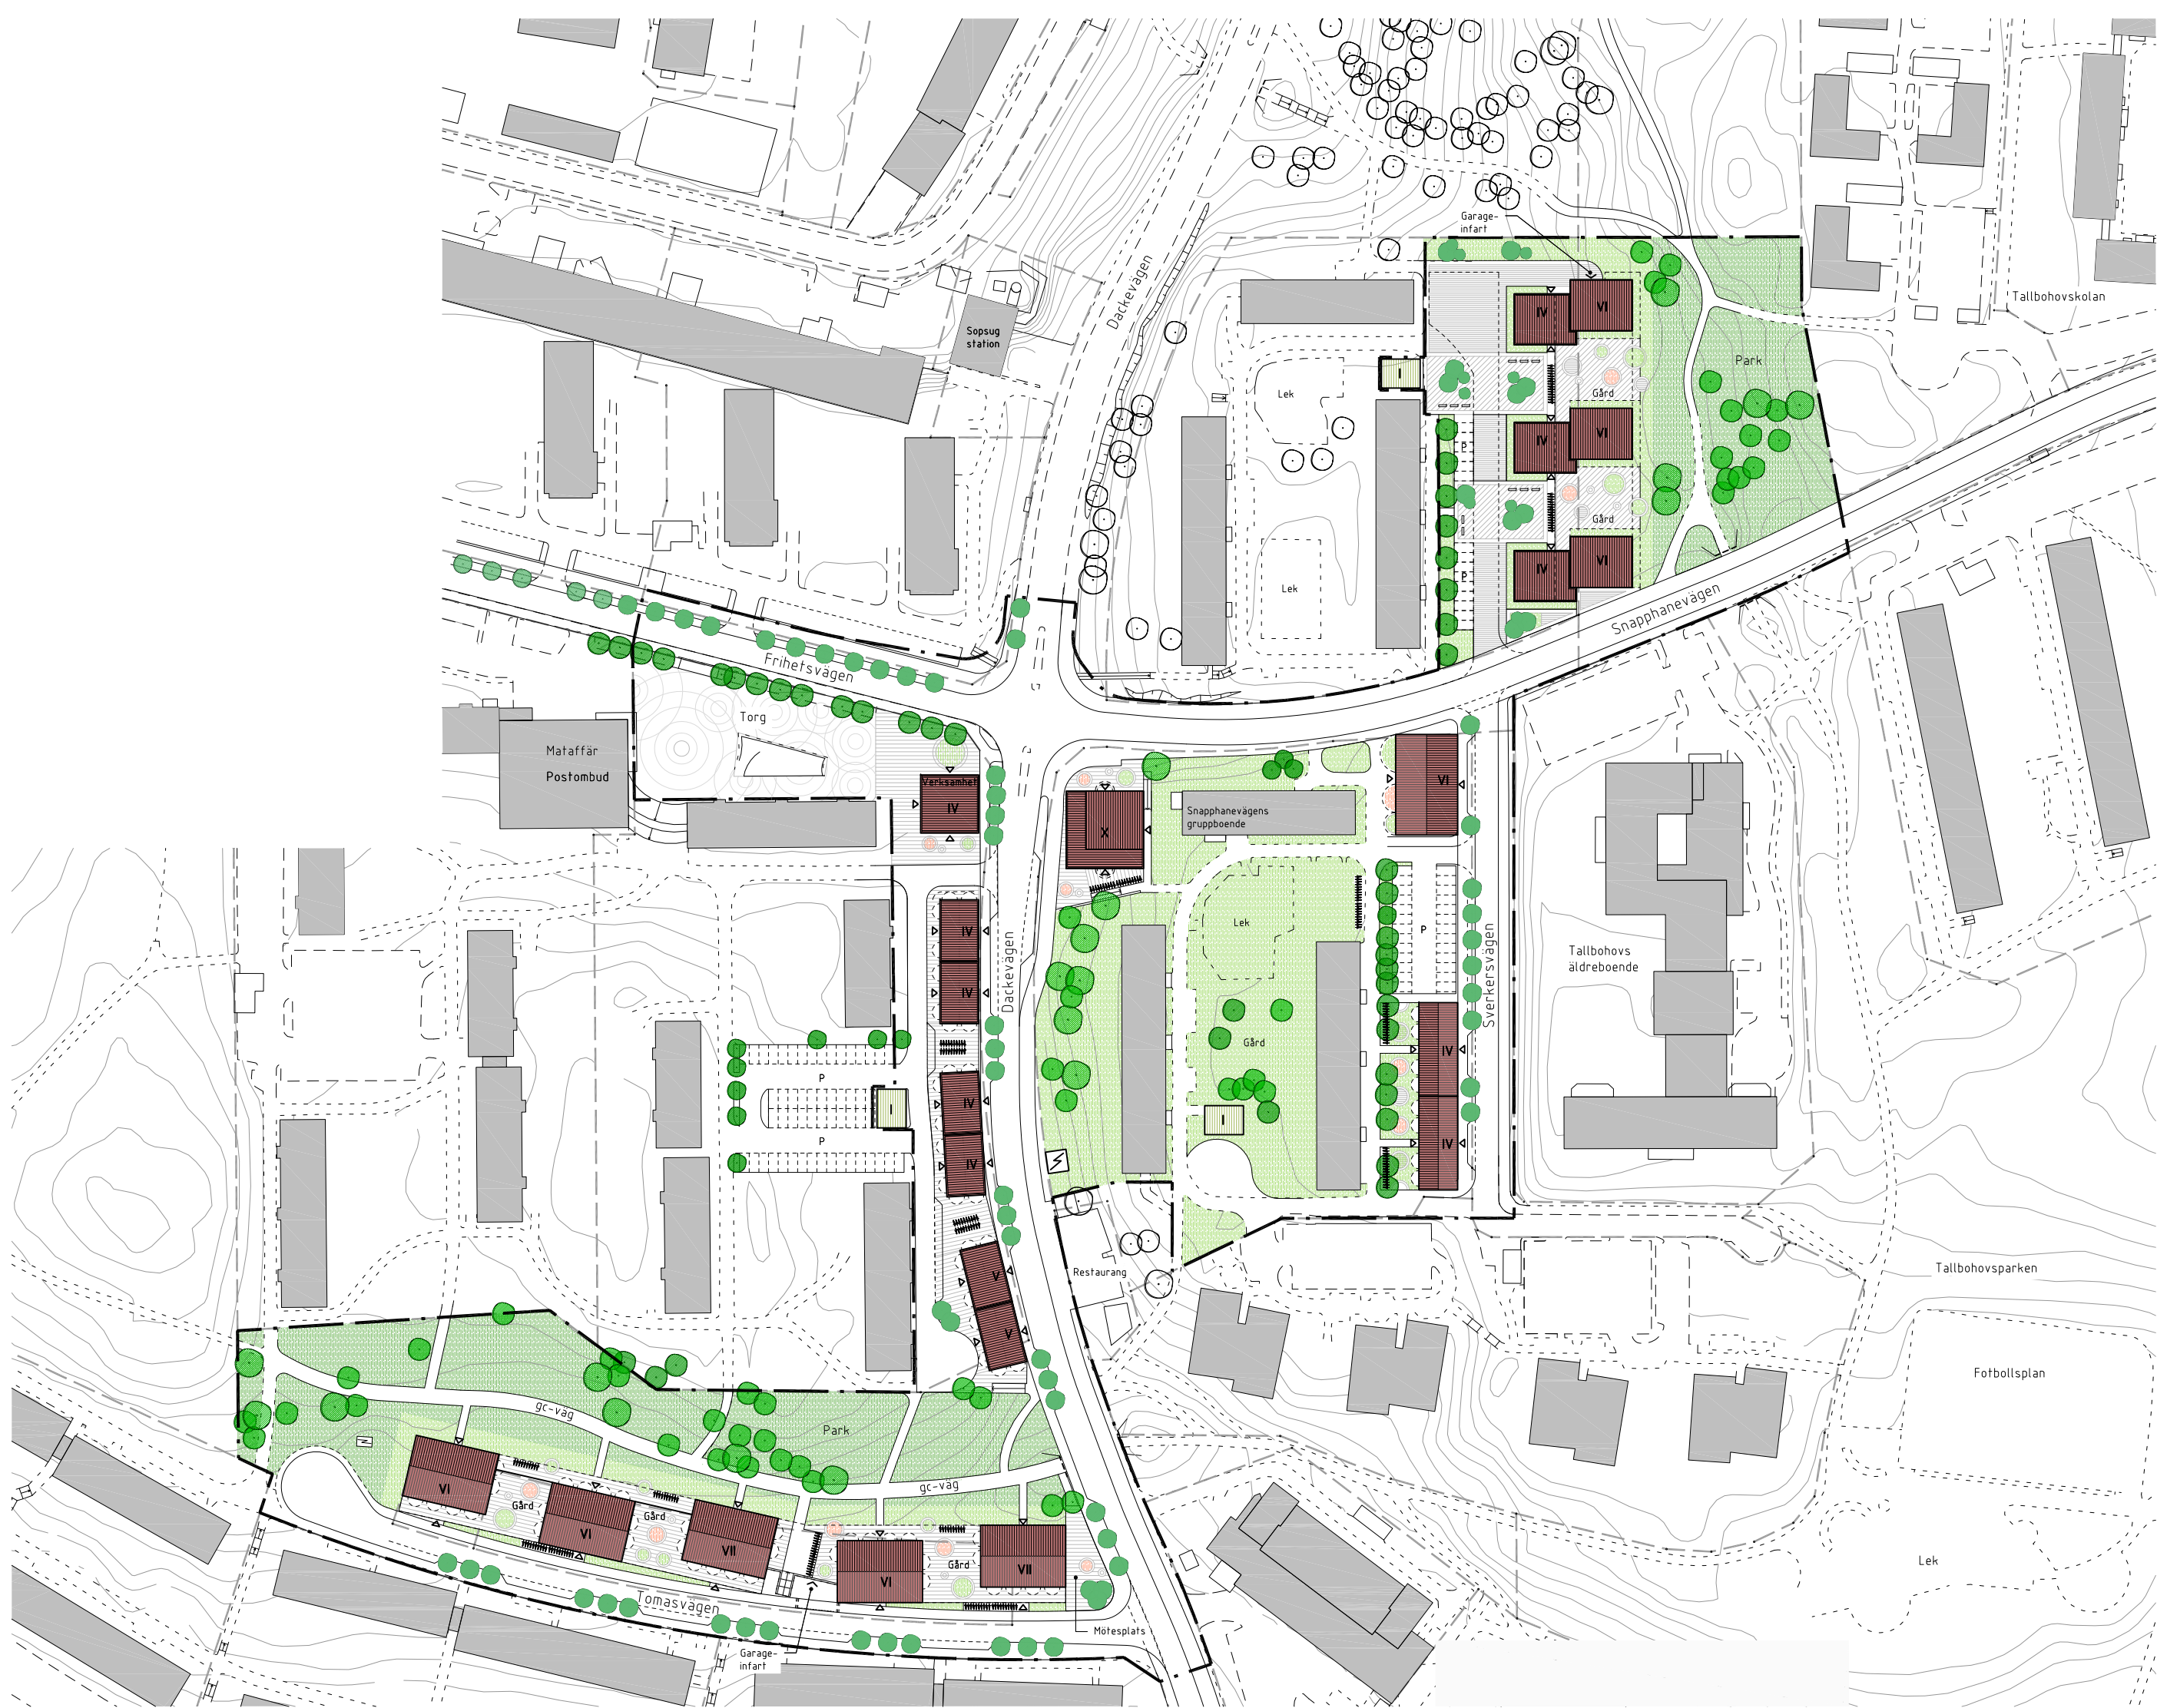 Garage-
infart
Dackevägen
Tallbohovskolan
IV
VI
Sopsug
station
Park
I
Lek
Gård
P
IV
VI
Gård
IV
VI
P
Lek
Snapphanevägen
Frihetsvägen
Torg
Mataffär
Postombud
Verksamhet
IV
VI
Snapphanevägens
gruppboende
X
Lek
P
IV
Dackevägen
Sverkersvägen
Tallbohovs
äldreboende
IV
Gård
IV
P
IV
I
I
P
IV
IV
Restaurang
Tallbohovsparken
V
V
Fotbollsplan
gc-väg
Park
gc-väg
VI
Gård
Gård
VI
VII
Gård
VI
VII
Lek
Tomasvägen
Mötesplats
Garage-
infart